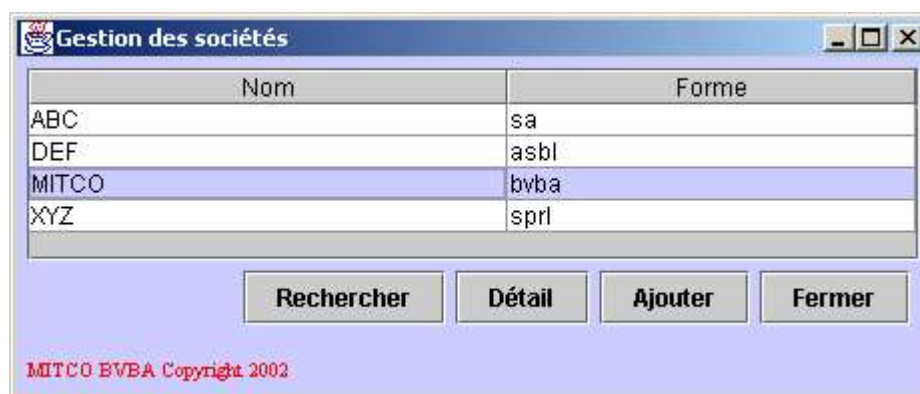 Gestion des sociétés
Nom Forme
ABC sa
DEF asbl
MITCO bvba
XYZ sprl
Rechercher Détail Ajouter Fermer
MITCO BVBA Copyright 2002